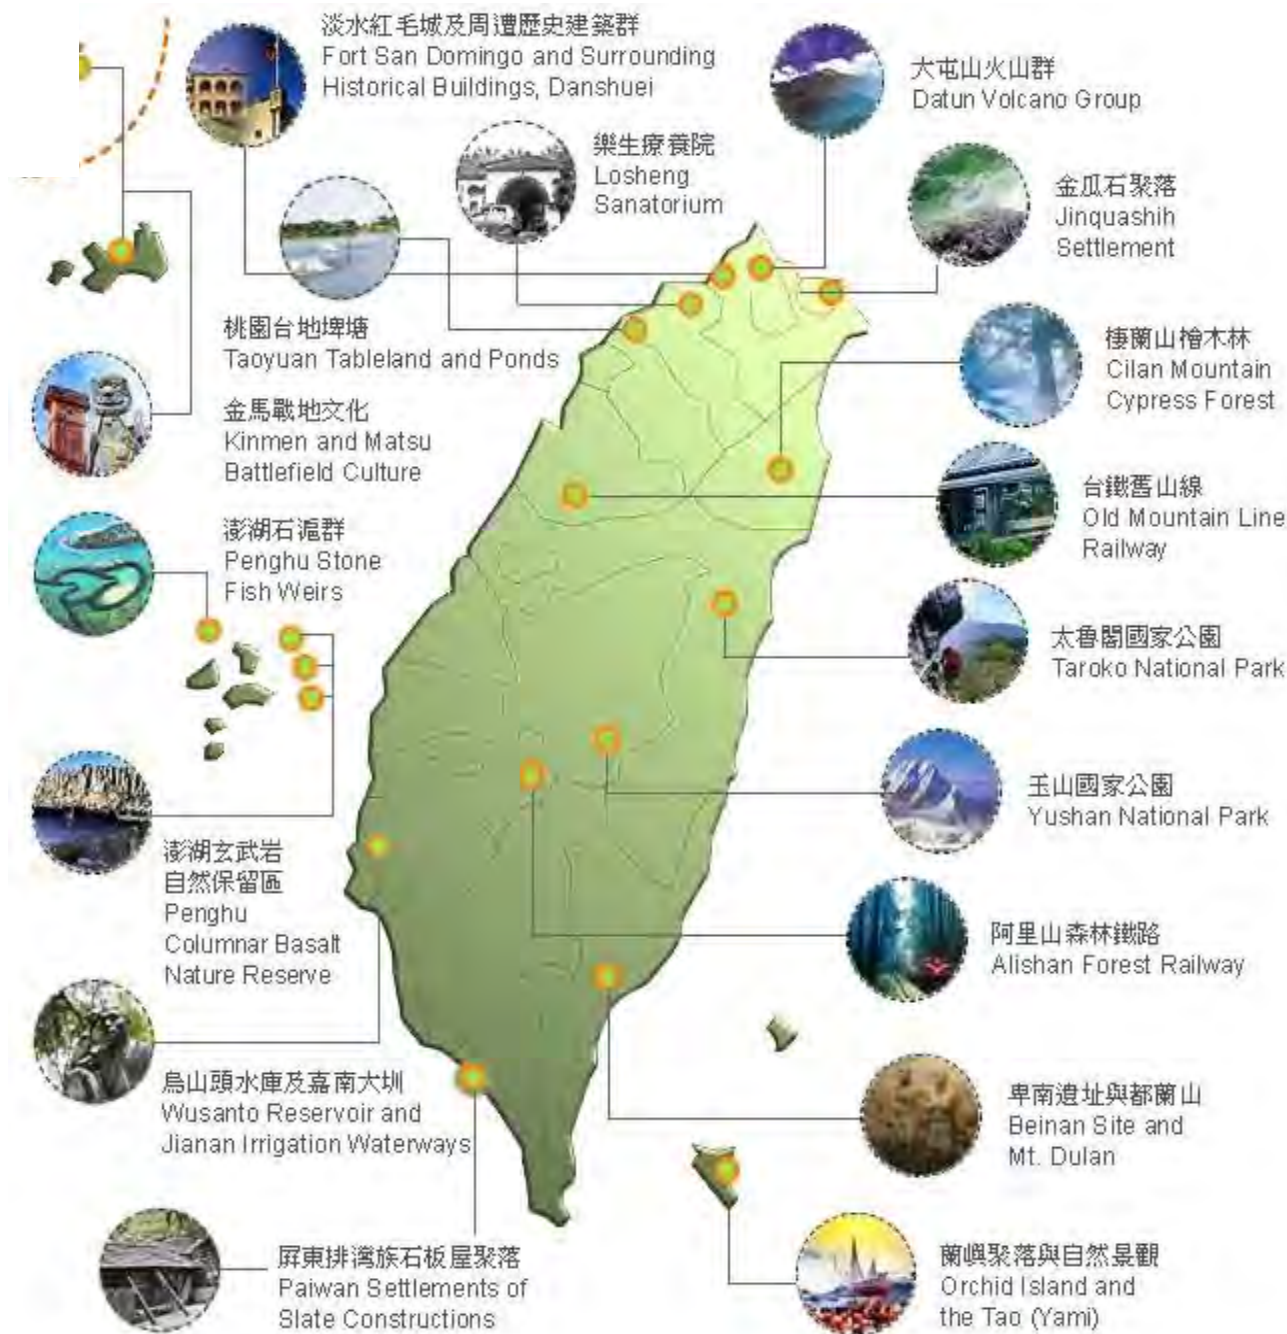 淡水紅毛城及周遭歷史建築群
Fort San Domingo and Surrounding
Historical Buildings, Danshuei
大屯山火山群
Datun Volcano Group
樂生療養院
Losheng
Sanatorium
金瓜石聚落
Jinquashih
Settlement
桃園台地埤塘
Taoyuan Tableland and Ponds
棲蘭山檜木林
Cilan Mountain
Cypress Forest
金馬戰地文化
Kinmen and Matsu
Battlefield Culture
台鐵舊山線
Old Mountain Line
Railway
澎湖石滬群
Penghu Stone
Fish Weirs
太魯閣國家公園
Taroko National Park
玉山國家公園
Yushan National Park
澎湖玄武岩
自然保留區
Penghu
Columnar Basalt
Nature Reserve
阿里山森林鐵路
Alishan Forest Railway
烏山頭水庫及嘉南大圳
Wusanto Reservoir and
Jianan Irrigation Waterways
卑南遺址與都蘭山
Beinan Site and
Mt. Dulan
屏東排灣族石板屋聚落
Paiwan Settlements of
Slate Constructions
蘭嶼聚落與自然景觀
Orchid Island and
the Tao (Yami)